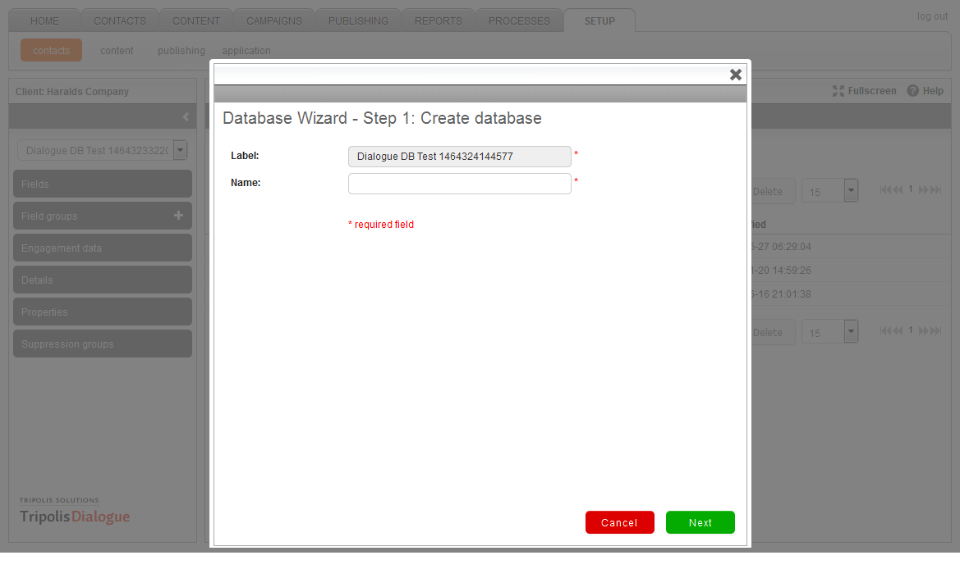 HOME CONTACTS CONTENT CAMPAIGNS PUBLISHING REPORTS PROCESSES SETUP log out
contacts content publishing application
Client: Haralds Company Fullscreen Help
Database Wizard - Step 1: Create database
Dialogue DB Test 1464323322
Label: Dialogue DB Test 1464324144577 *
Name: *
Fields
Delete 15 1
Field groups
* required field
ied
Engagement data
-27 06:29:04
-20 14:59:26
Details
-16 21:01:38
Properties
Delete 15 1
Suppression groups
TRIPOLIS SOLUTIONS
TripolisDialogue
Cancel Next